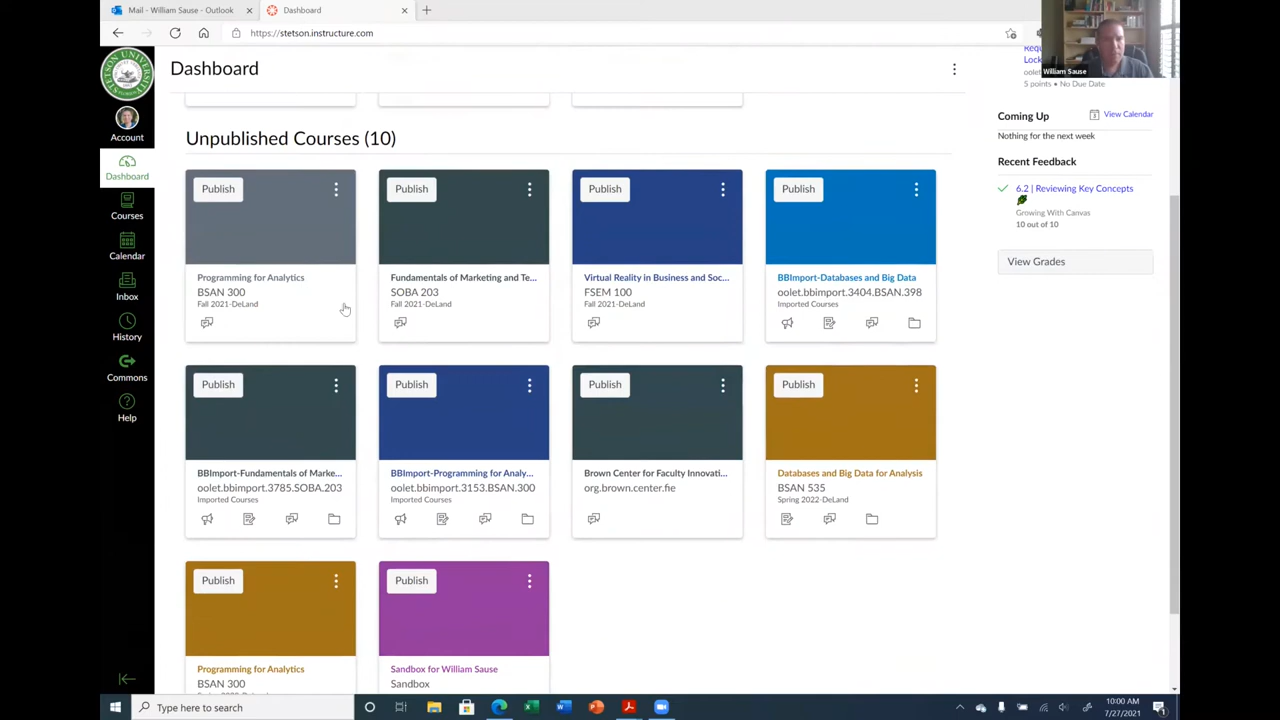 Mail - William Sause - Outlook
Dashboard
https://stetson.instructure.com
William Sause
STETSON UNIVERSITY
Account
Dashboard
Courses
Calendar
Inbox
History
Commons
Help
Dashboard
Unpublished Courses (10)
Publish
Programming for Analytics
BSAN 300
Fall 2021-DeLand
Publish
Fundamentals of Marketing and Te...
SOBA 203
Fall 2021-DeLand
Publish
Virtual Reality in Business and Soc...
FSEM 100
Fall 2021-DeLand
Publish
BBImport-Databases and Big Data
oolet.bbimport.3404.BSAN.398
Imported Courses
Publish
BBImport-Fundamentals of Marke...
oolet.bbimport.3785.SOBA.203
Imported Courses
Publish
BBImport-Programming for Analy...
oolet.bbimport.3153.BSAN.300
Imported Courses
Publish
Brown Center for Faculty Innovati...
org.brown.center.fie
Publish
Databases and Big Data for Analysis
BSAN 535
Spring 2022-DeLand
Publish
Programming for Analytics
BSAN 300
Publish
Sandbox for William Sause
Sandbox
5 points • No Due Date
Coming Up
View Calendar
Nothing for the next week
Recent Feedback
6.2 | Reviewing Key Concepts
Growing With Canvas
10 out of 10
View Grades
Type here to search
10:00 AM
7/27/2021